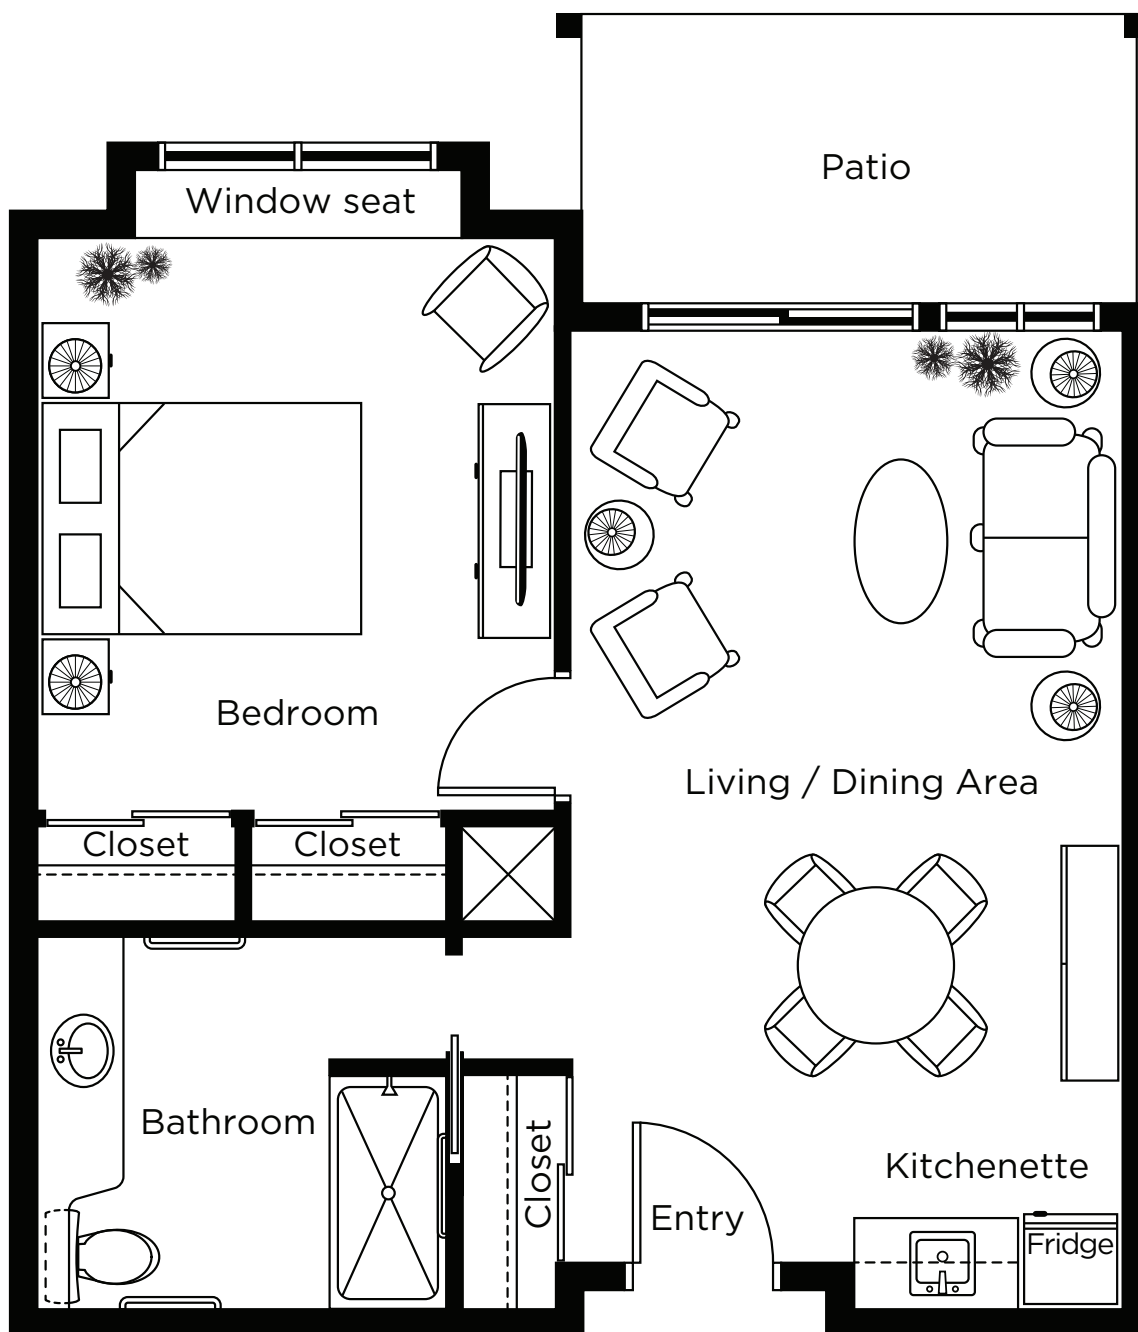 Patio
Window seat
Bedroom
Living / Dining Area
Closet
Closet
Bathroom
Closet
Kitchenette
Entry
Fridge